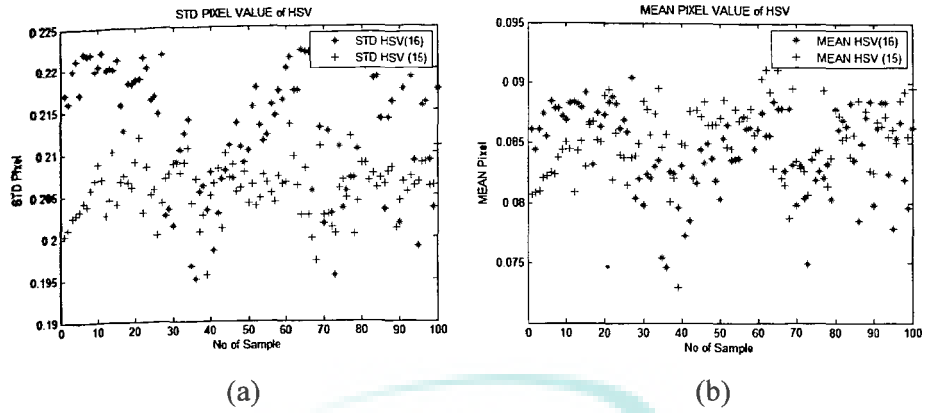 STD PIXEL VALUE of HSV
STD HSV(16)
STD HSV (15)
0.225
0.22
0.215
0.21
0.205
0.2
0.195
0.19
STD Pixel
0 10 20 30 40 50 60 70 80 90 100
No of Sample
(a)
MEAN PIXEL VALUE of HSV
MEAN HSV(16)
MEAN HSV (15)
0.095
0.09
0.085
0.08
0.075
MEAN Pixel
0 10 20 30 40 50 60 70 80 90 100
No of Sample
(b)